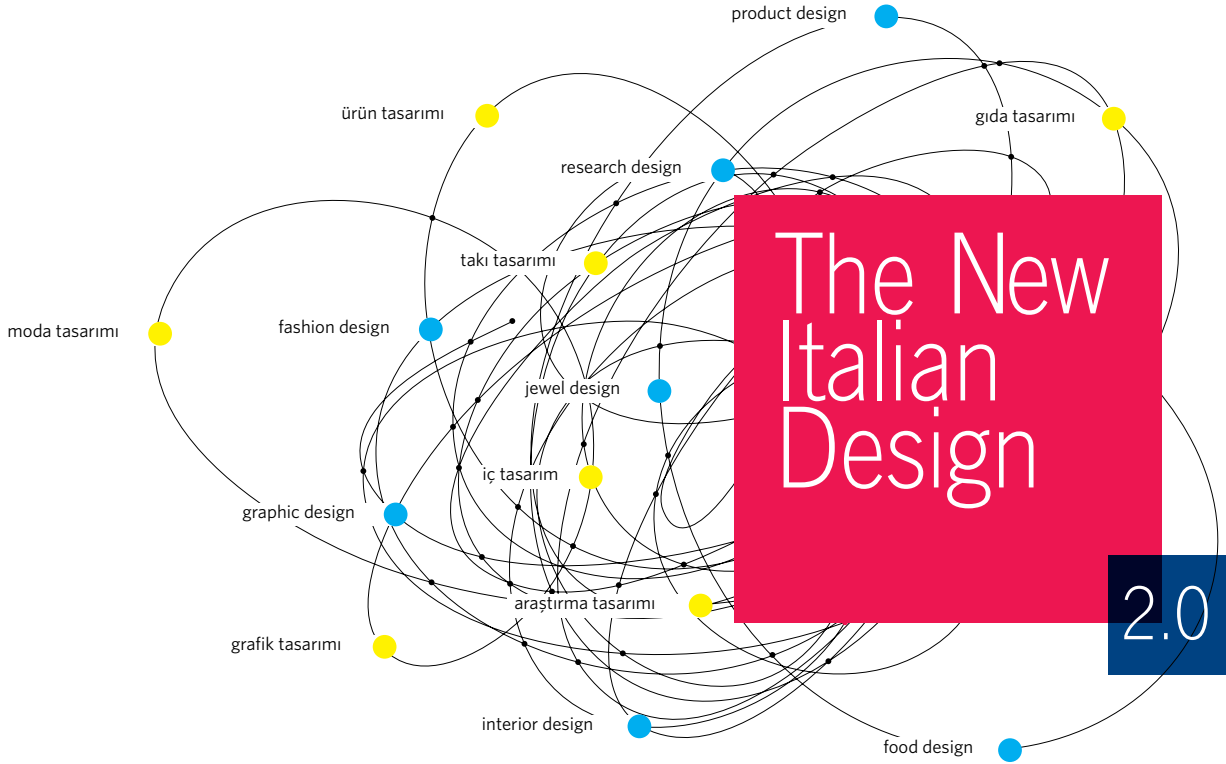 product design
ürün tasarımı
gıda tasarımı
research design
takı tasarımı
fashion design
moda tasarımı
jewel design
iç tasarım
graphic design
araştırma tasarımı
grafik tasarımı
interior design
food design
The New
Italian
Design
2.0